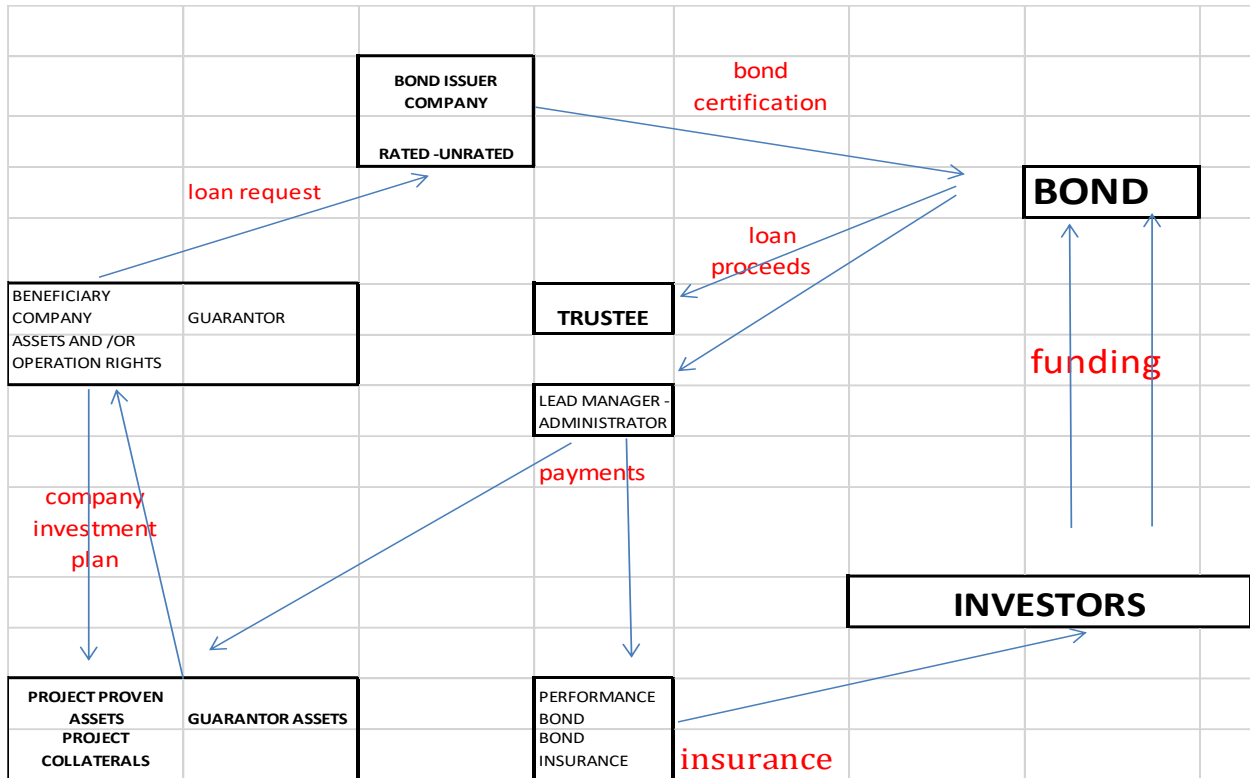 BOND ISSUER
COMPANY
RATED -UNRATED
bond
certification
loan request
BOND
loan
proceeds
BENEFICIARY
COMPANY
ASSETS AND /OR
OPERATION RIGHTS
GUARANTOR
TRUSTEE
funding
LEAD MANAGER -
ADMINISTRATOR
payments
company
investment
plan
INVESTORS
PROJECT PROVEN
ASSETS
PROJECT
COLLATERALS
GUARANTOR ASSETS
PERFORMANCE
BOND
BOND
INSURANCE
insurance